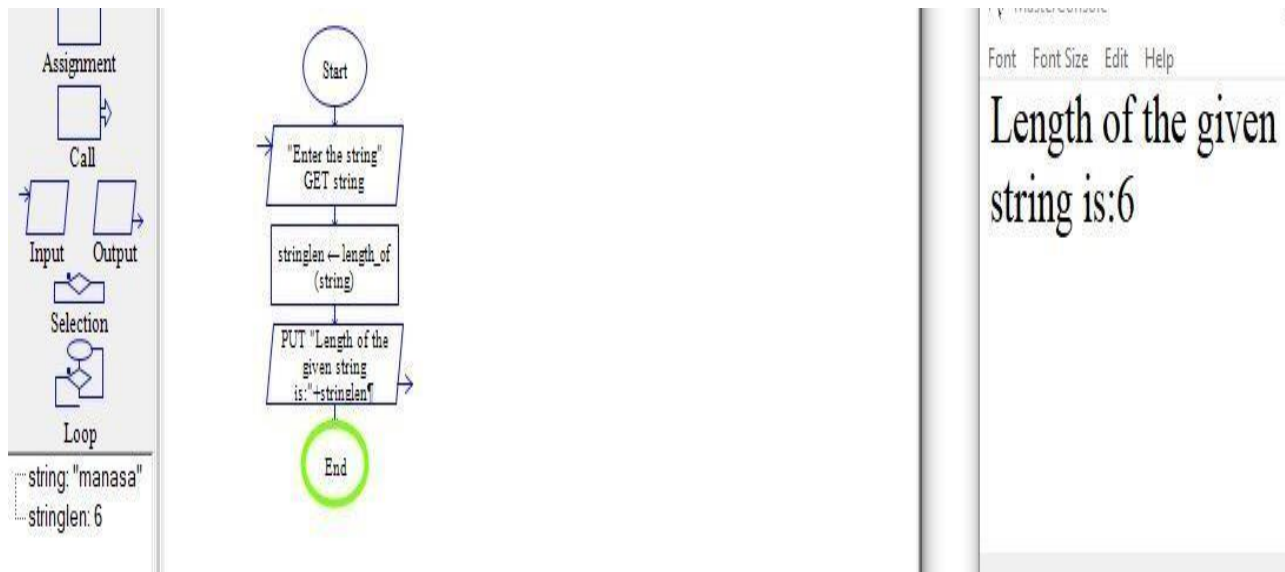 Assignment
Call
Input Output
Selection
Loop
string: "manasa"
stringlen: 6
Start
"Enter the string"
GET string
stringlen ← length_of
(string)
PUT "Length of the
given string
is:"+stringlen¶
End
MasterConsole
Font Font Size Edit Help
Length of the given
string is:6